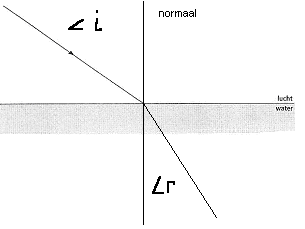 ∠ i
normaal
lucht
water
∠r